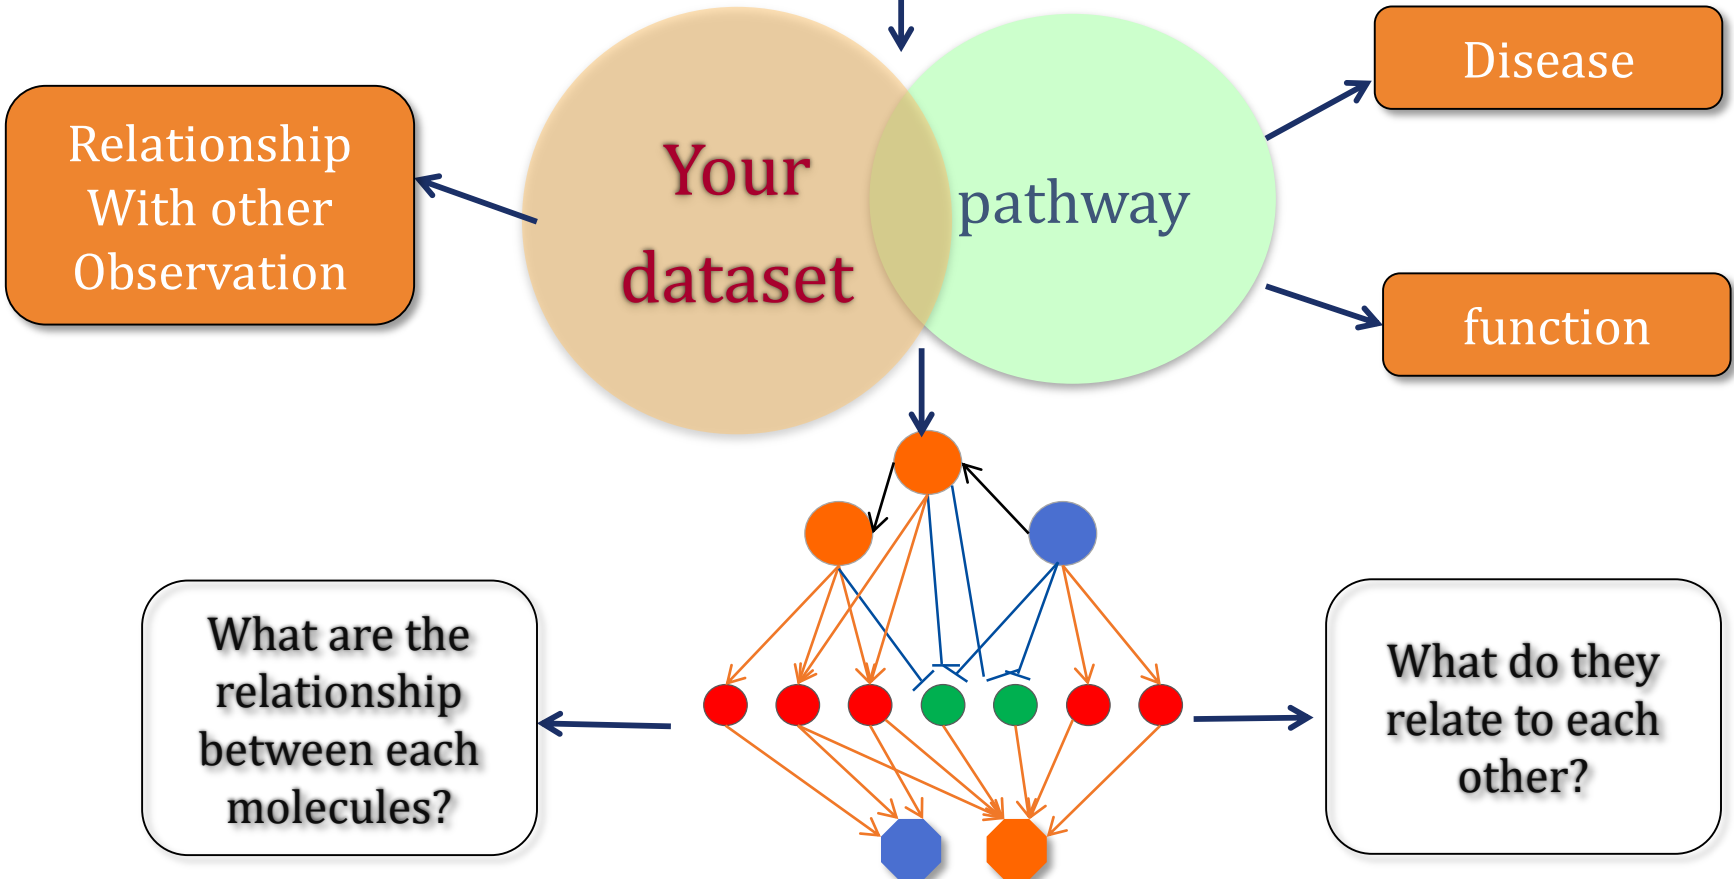 Disease
Relationship
With other
Observation
Your
dataset
pathway
function
What are the
relationship
between each
molecules?
What do they
relate to each
other?